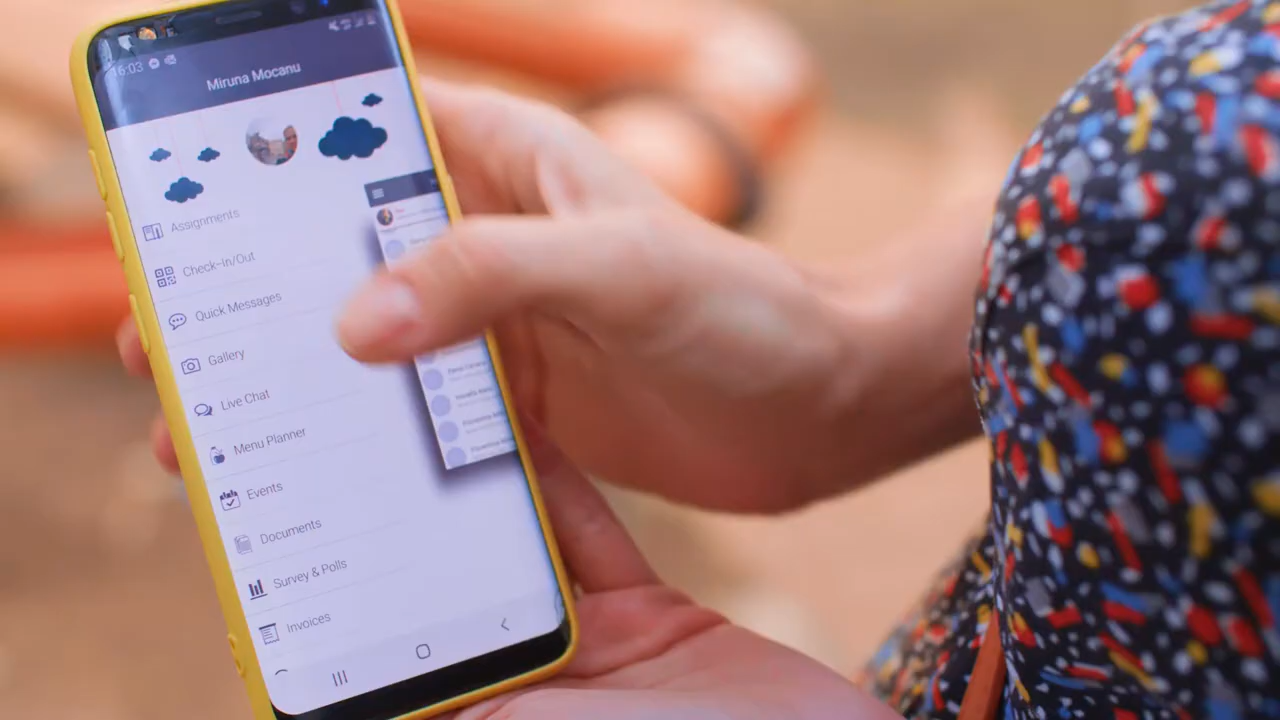 16:03
Miruna Mocanu
Assignments
Check-In/Out
Quick Messages
Gallery
Live Chat
Menu Planner
Events
Documents
Survey & Polls
Invoices